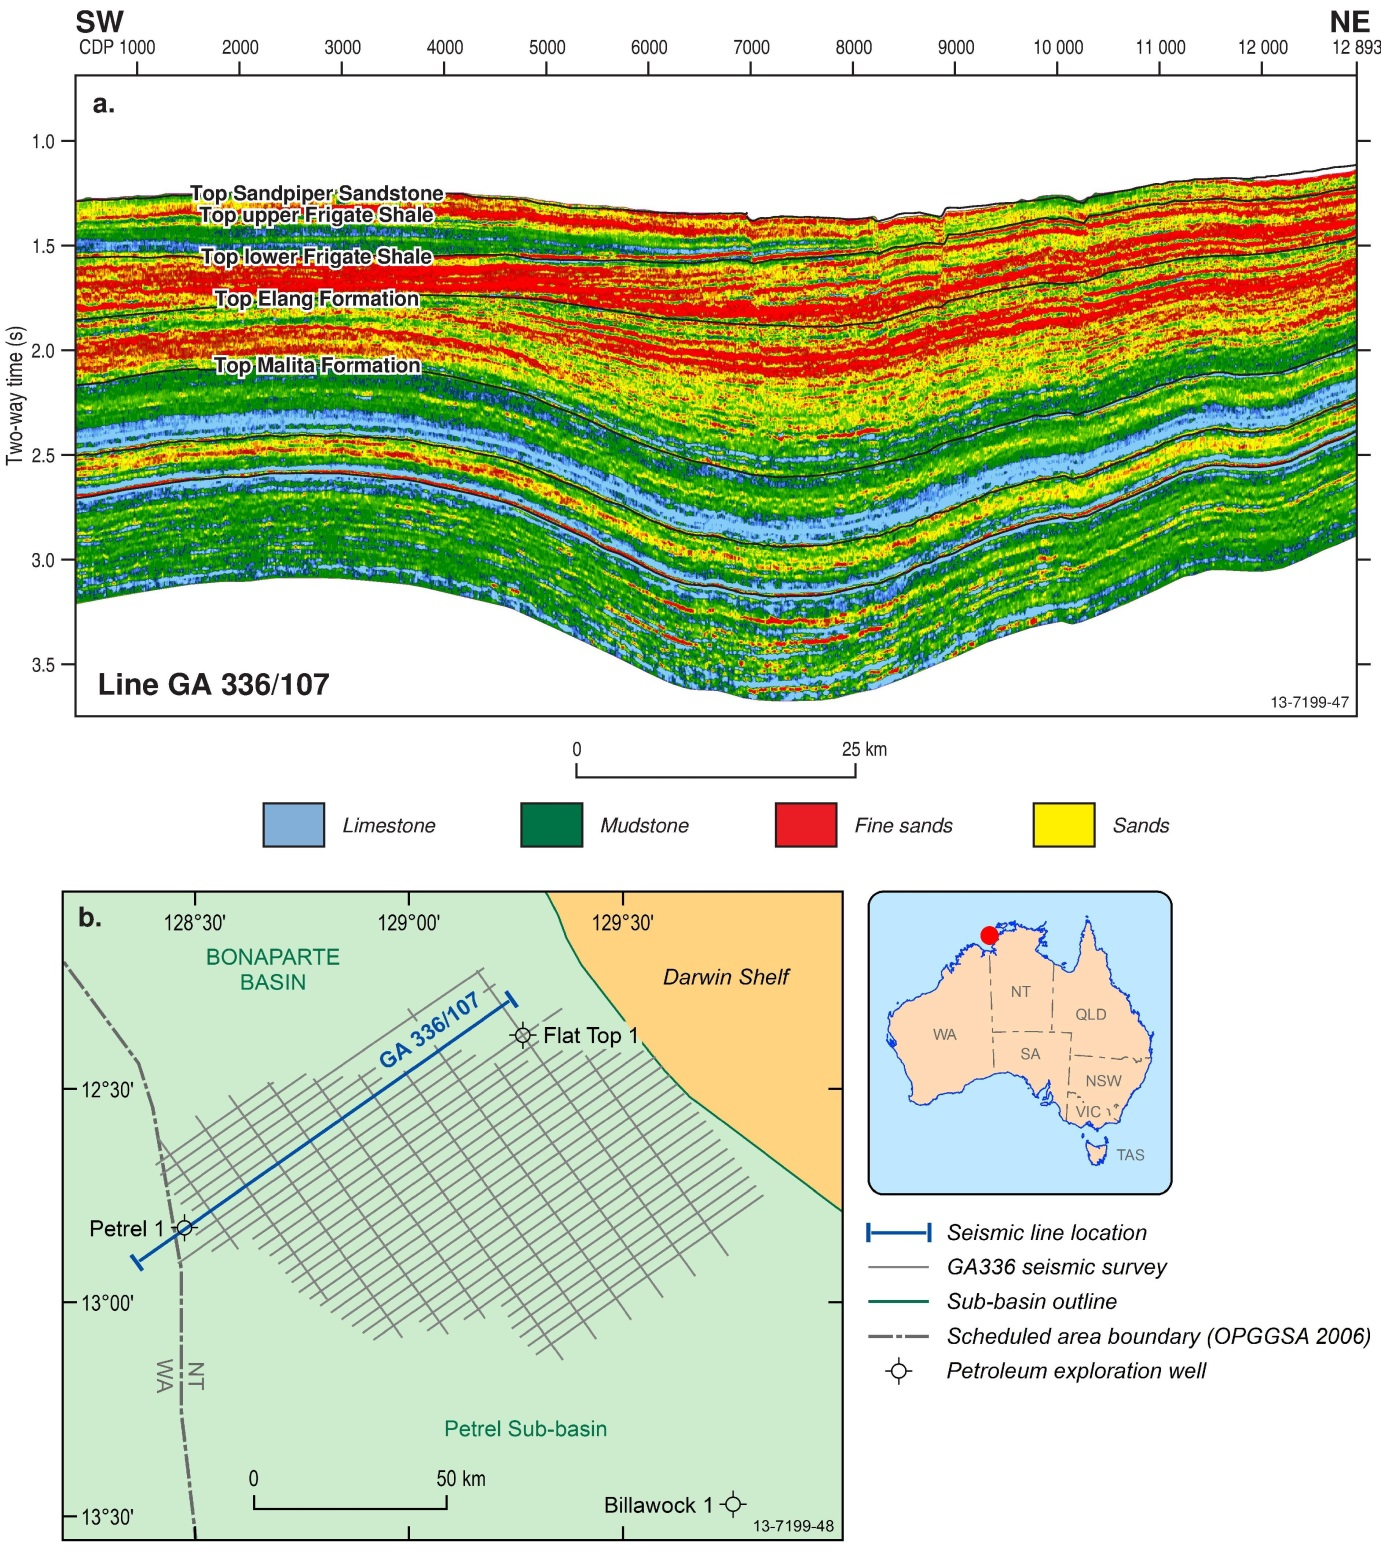 SW
NE
CDP 1000 2000 3000 4000 5000 6000 7000 8000 9000 10 000 11 000 12 000 12 893
a.
1.0
Top Sandpiper Sandstone
Top upper Frigate Shale
1.5
Top lower Frigate Shale
Top Elang Formation
2.0
Top Malita Formation
Two-way time (s)
2.5
3.0
3.5
Line GA 336/107
13-7199-47
0 25 km
Limestone Mudstone Fine sands Sands
b.
128°30' 129°00' 129°30'
BONAPARTE
BASIN
Darwin Shelf
GA 336/107
Flat Top 1
12°30'
Petrel 1
13°00'
NT
WA
Petrel Sub-basin
0 50 km
Billawock 1
13°30'
13-7199-48
NT
QLD
WA
SA
NSW
VIC
TAS
Seismic line location
GA336 seismic survey
Sub-basin outline
Scheduled area boundary (OPGGSA 2006)
Petroleum exploration well